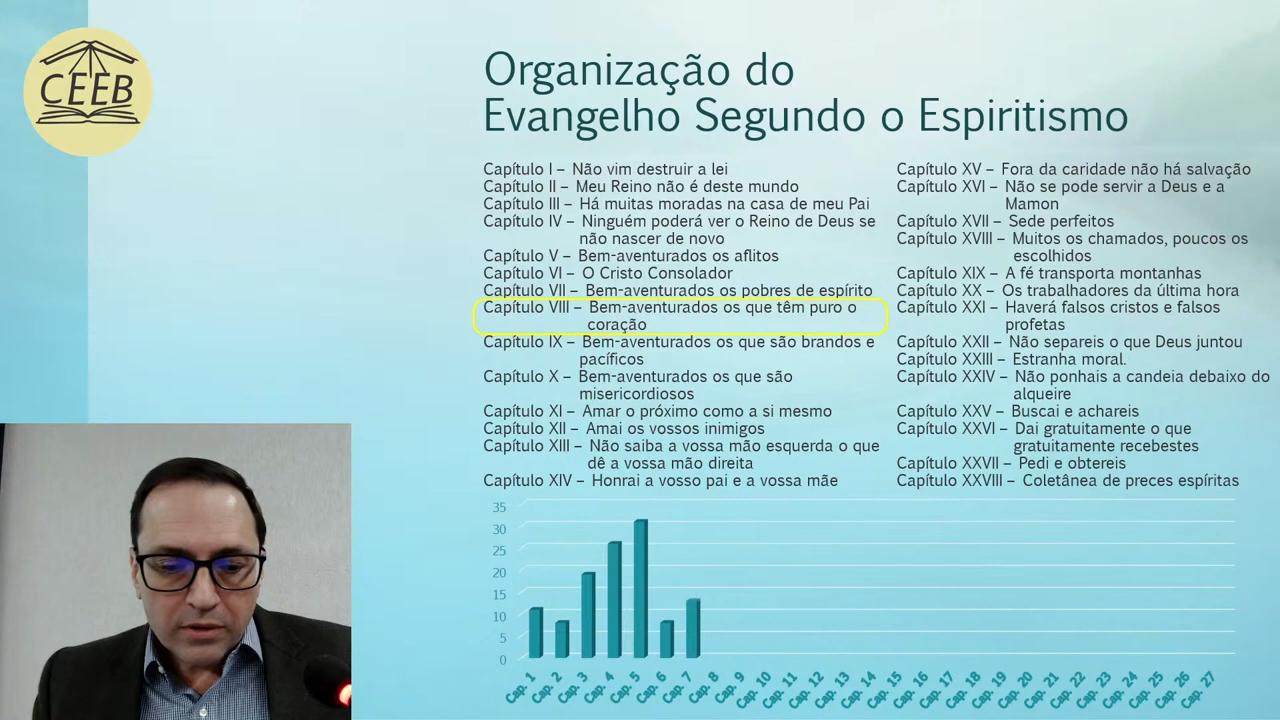 CEEB
Organização do
Evangelho Segundo o Espiritismo
Capítulo I – Não vim destruir a lei
Capítulo II – Meu Reino não é deste mundo
Capítulo III – Há muitas moradas na casa de meu Pai
Capítulo IV – Ninguém poderá ver o Reino de Deus se
não nascer de novo
Capítulo V – Bem-aventurados os aflitos
Capítulo VI – O Cristo Consolador
Capítulo VII – Bem-aventurados os pobres de espírito
Capítulo VIII – Bem-aventurados os que têm puro o
coração
Capítulo IX – Bem-aventurados os que são brandos e
pacíficos
Capítulo X – Bem-aventurados os que são
misericordiosos
Capítulo XI – Amar o próximo como a si mesmo
Capítulo XII – Amai os vossos inimigos
Capítulo XIII – Não saiba a vossa mão esquerda o que
dê a vossa mão direita
Capítulo XIV – Honrai a vosso pai e a vossa mãe
Capítulo XV – Fora da caridade não há salvação
Capítulo XVI – Não se pode servir a Deus e a
Mamon
Capítulo XVII – Sede perfeitos
Capítulo XVIII – Muitos os chamados, poucos os
escolhidos
Capítulo XIX – A fé transporta montanhas
Capítulo XX – Os trabalhadores da última hora
Capítulo XXI – Haverá falsos cristos e falsos
profetas
Capítulo XXII – Não separeis o que Deus juntou
Capítulo XXIII – Estranha moral.
Capítulo XXIV – Não ponhais a candeia debaixo do
alqueire
Capítulo XXV – Buscai e achareis
Capítulo XXVI – Dai gratuitamente o que
gratuitamente recebestes
Capítulo XXVII – Pedi e obtereis
Capítulo XXVIII – Coletânea de preces espíritas
35
30
25
20
15
10
5
0
Cap. 1 Cap. 2 Cap. 3 Cap. 4 Cap. 5 Cap. 6 Cap. 7 Cap. 8 Cap. 9 Cap. 10 Cap. 11 Cap. 12 Cap. 13 Cap. 14 Cap. 15 Cap. 16 Cap. 17 Cap. 18 Cap. 19 Cap. 20 Cap. 21 Cap. 22 Cap. 23 Cap. 24 Cap. 25 Cap. 26 Cap. 27